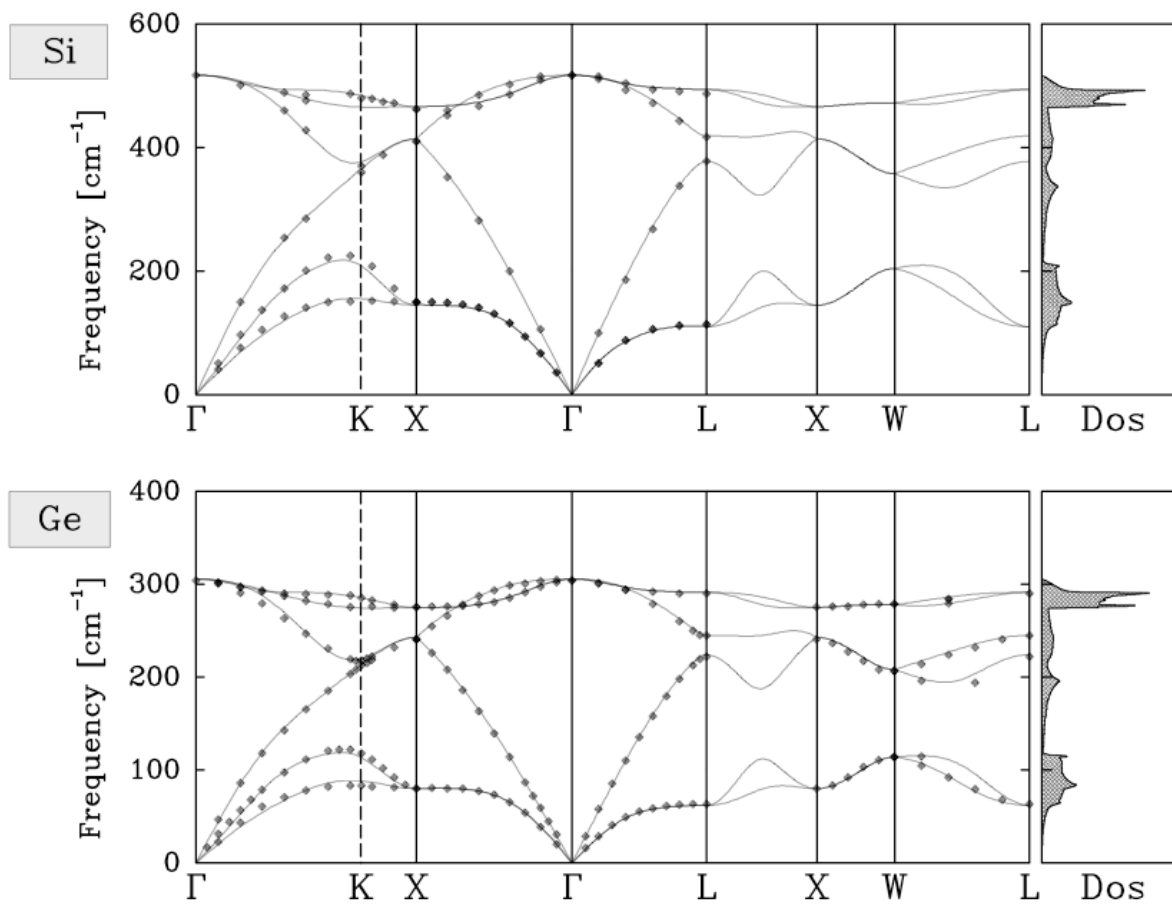 Si
Frequency [cm⁻¹]
600
400
200
0
Γ K X Γ L X W L Dos
Ge
Frequency [cm⁻¹]
400
300
200
100
0
Γ K X Γ L X W L Dos